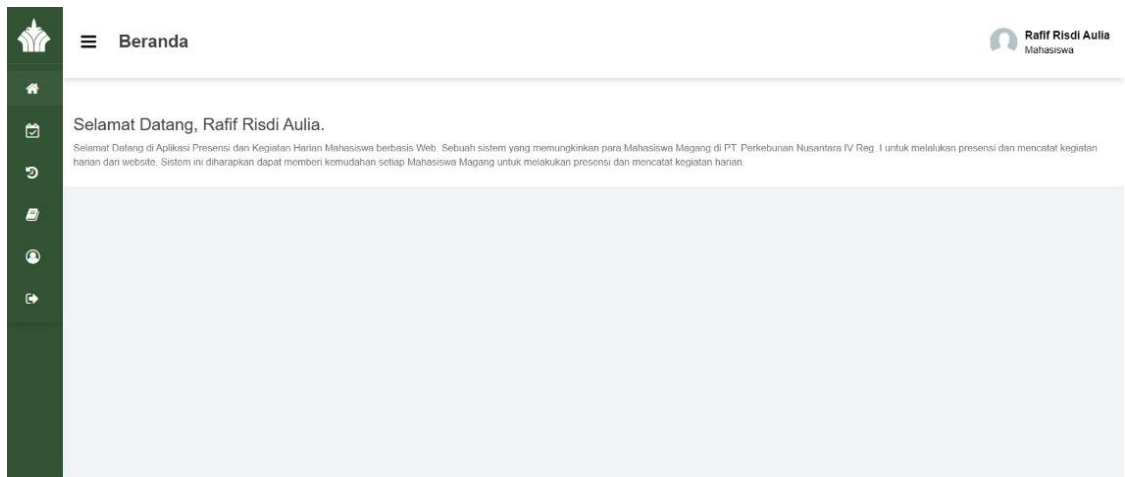 Beranda
Rafif Risdi Aulia
Mahasiswa
Selamat Datang, Rafif Risdi Aulia.
Selamat Datang di Aplikasi Presensi dan Kegiatan Harian Mahasiswa berbasis Web. Sebuah sistem yang memungkinkan para Mahasiswa Magang di PT. Perkebunan Nusantara IV Reg. I untuk melalukan presensi dan mencatat kegiatan
harian dari website. Sistem ini diharapkan dapat memberi kemudahan setiap Mahasiswa Magang untuk melakukan presensi dan mencatat kegiatan harian.